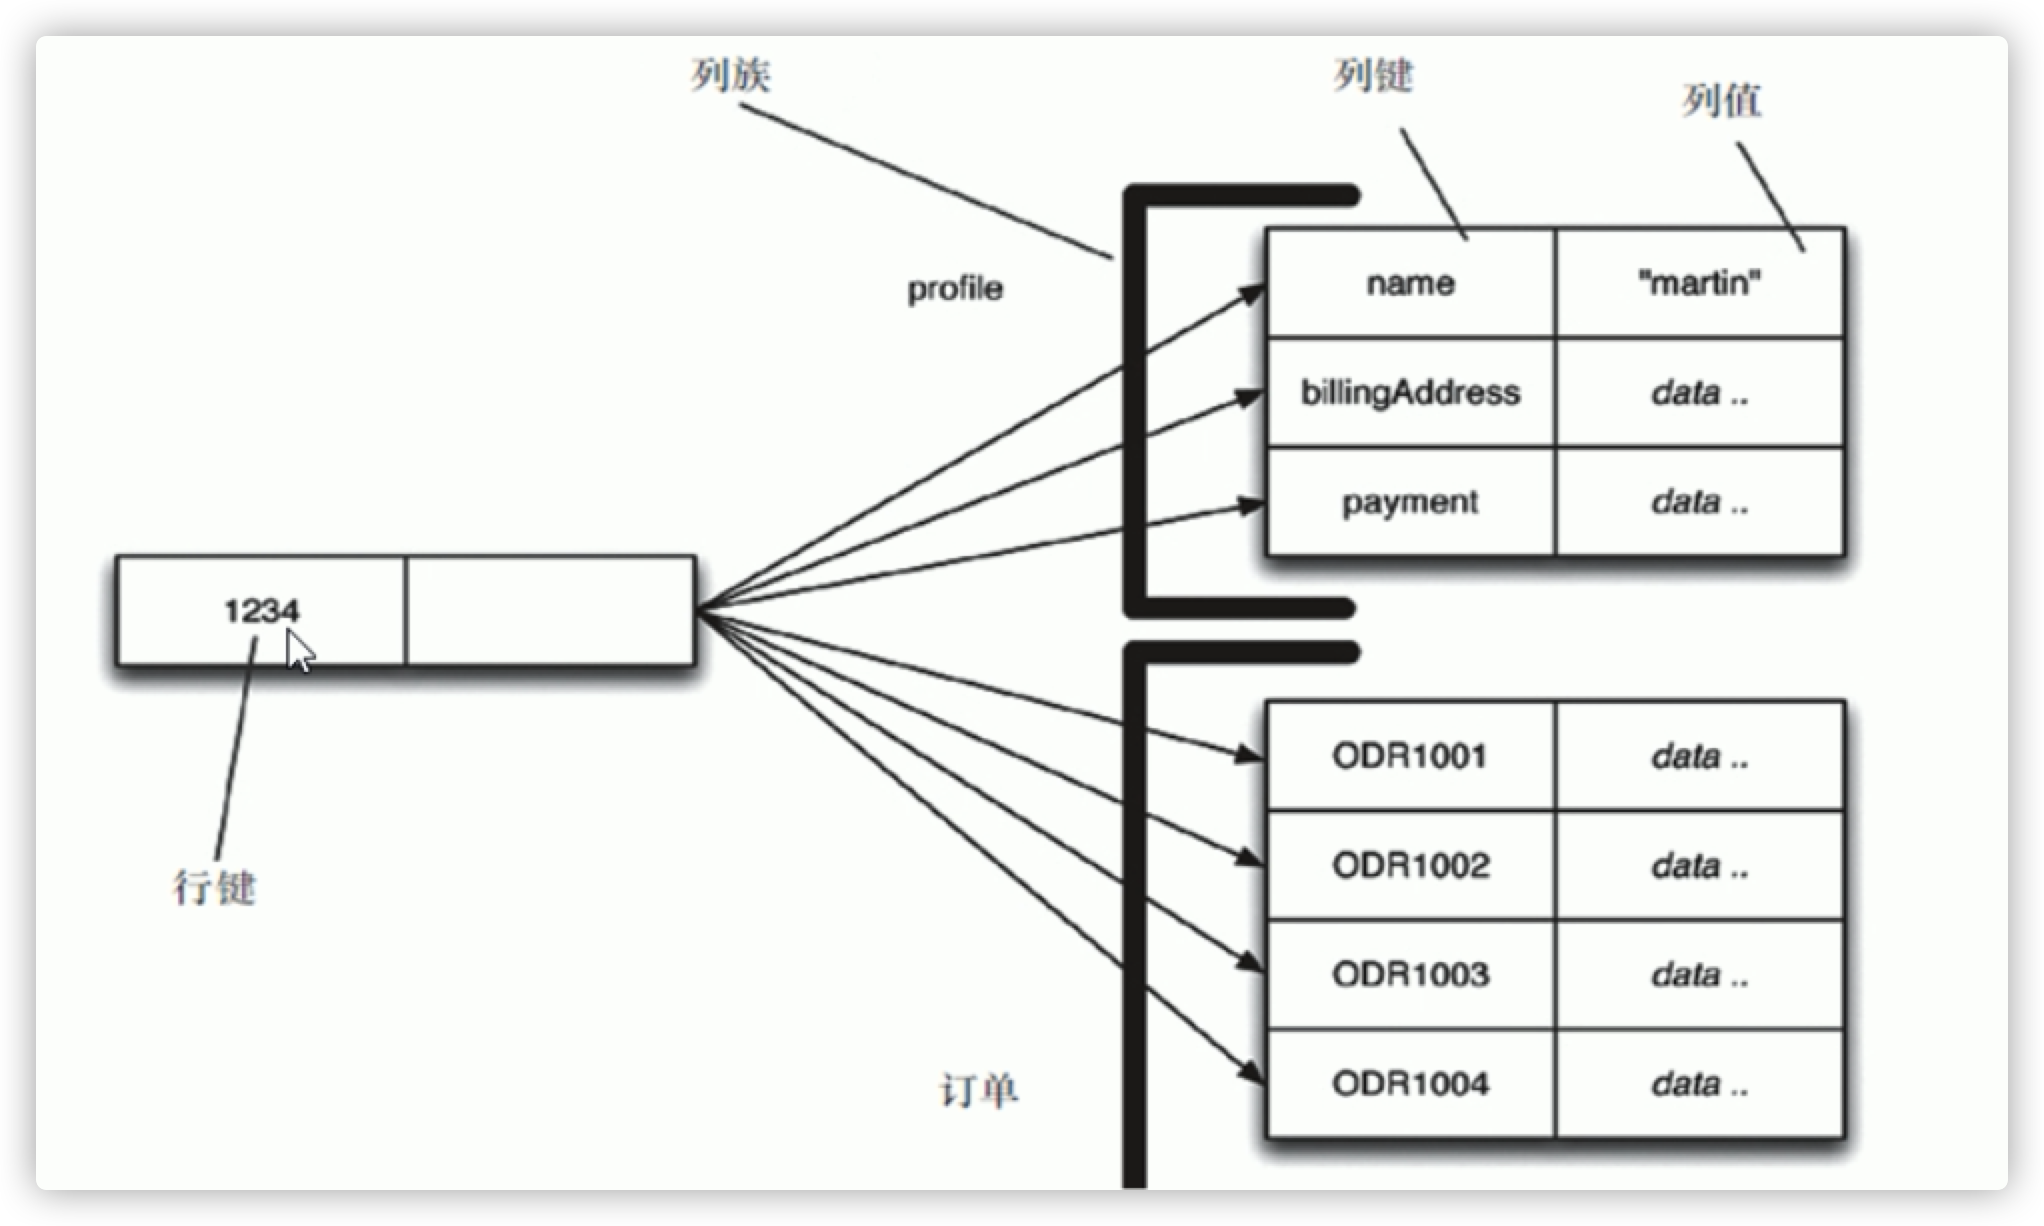 列族
列键
列值
profile
name "martin"
billingAddress data ..
payment data ..
1234
行键
ODR1001 data ..
ODR1002 data ..
ODR1003 data ..
ODR1004 data ..
订单